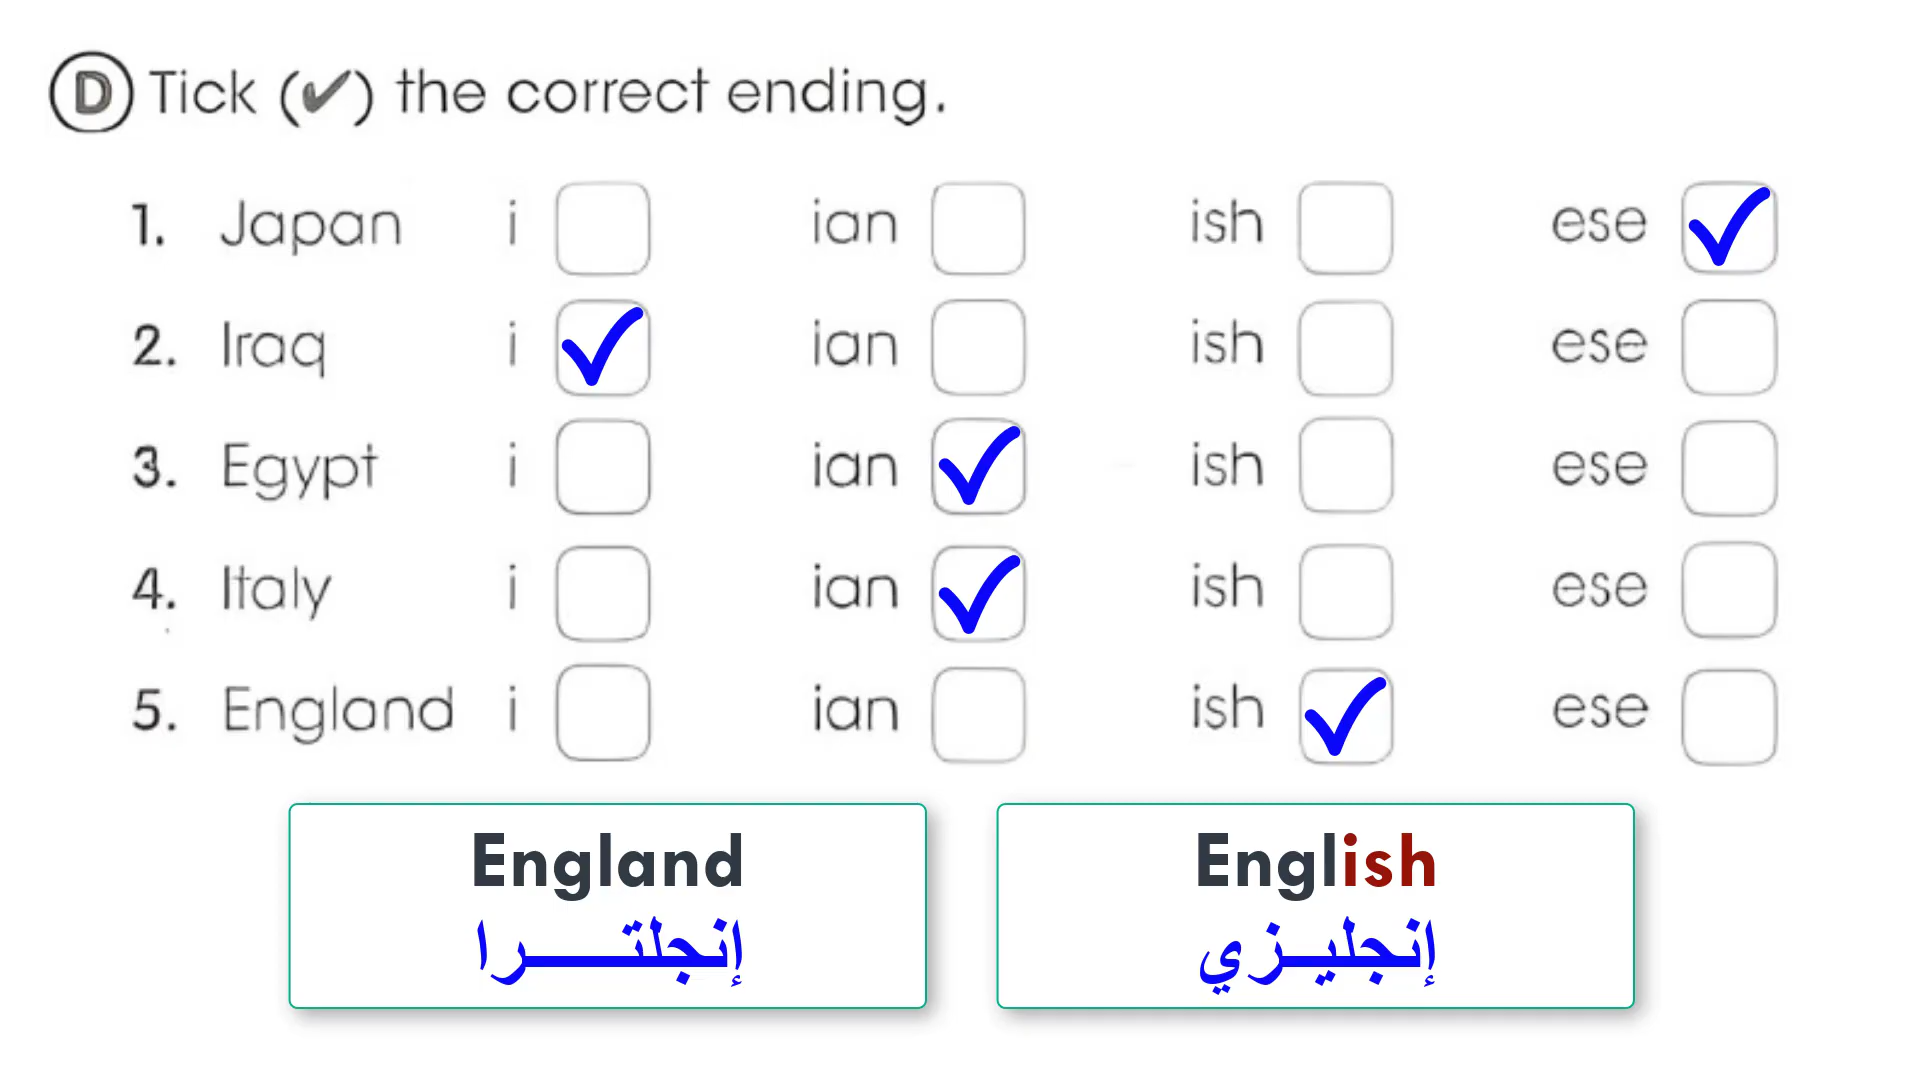 D Tick (✔) the correct ending.
1. Japan i ian ish ese ✓
2. Iraq i ✓ ian ish ese
3. Egypt i ian ✓ ish ese
4. Italy i ian ✓ ish ese
5. England i ian ish ✓ ese
England
إنجلتـــــرا
English
إنجليـزي